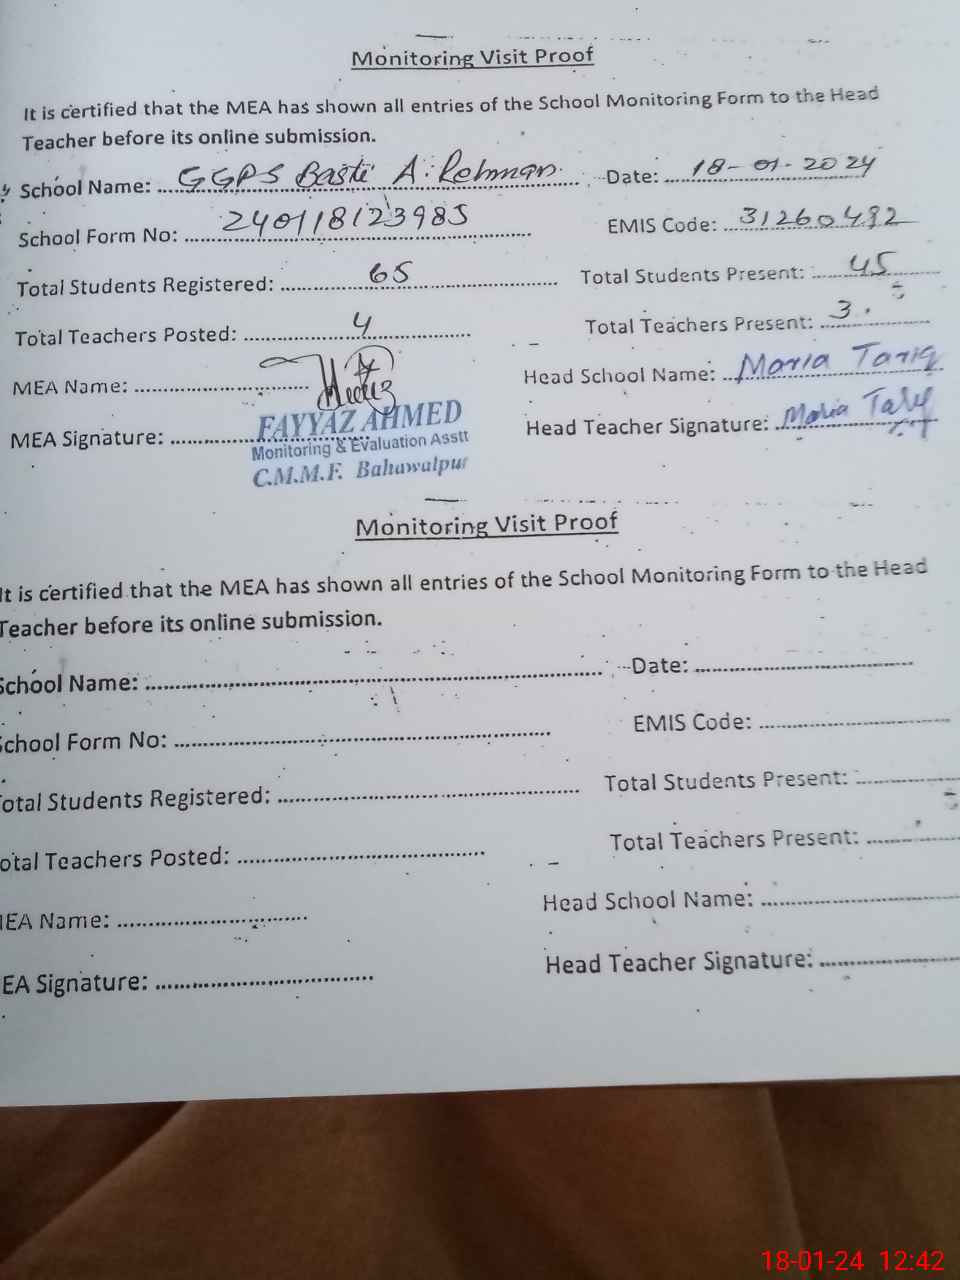 Monitoring Visit Proof
It is certified that the MEA has shown all entries of the School Monitoring Form to the Head
Teacher before its online submission.
School Name: GGPS Basti A. Rehman Date: 18-01-2024
School Form No: 240118123985 EMIS Code: 31260492
Total Students Registered: 65 Total Students Present: 45
Total Teachers Posted: 4 Total Teachers Present: 3
MEA Name: Head School Name: Maria Tariq
MEA Signature: Head Teacher Signature: Maria Tariq
FAYYAZ AHMED
Monitoring & Evaluation Asstt
C.M.M.F. Bahawalpur
Monitoring Visit Proof
It is certified that the MEA has shown all entries of the School Monitoring Form to the Head
Teacher before its online submission.
School Name: Date:
School Form No: EMIS Code:
Total Students Registered: Total Students Present:
otal Teachers Posted: Total Teachers Present:
MEA Name: Head School Name:
EA Signature: Head Teacher Signature:
18-01-24 12:42